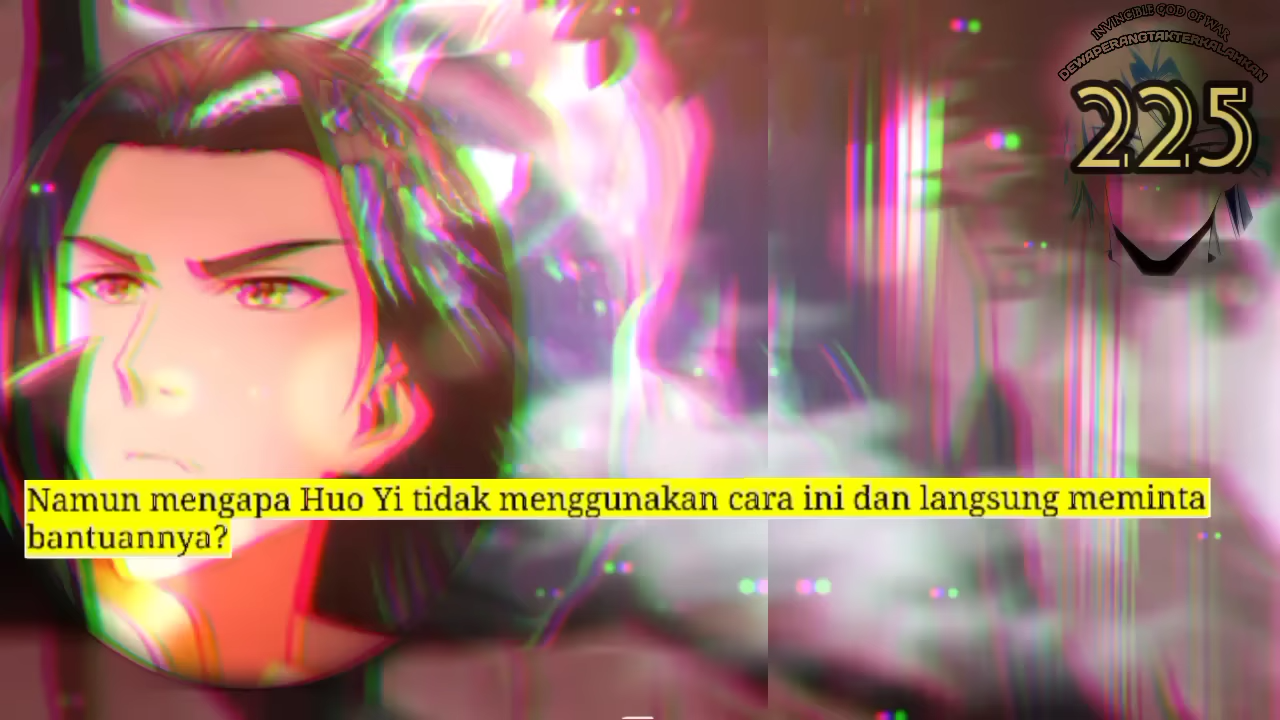 INVINCIBLE GOD OF WAR
DEWAPERANGTAKTERKALAHKAN
225
Namun mengapa Huo Yi tidak menggunakan cara ini dan langsung meminta
bantuannya?